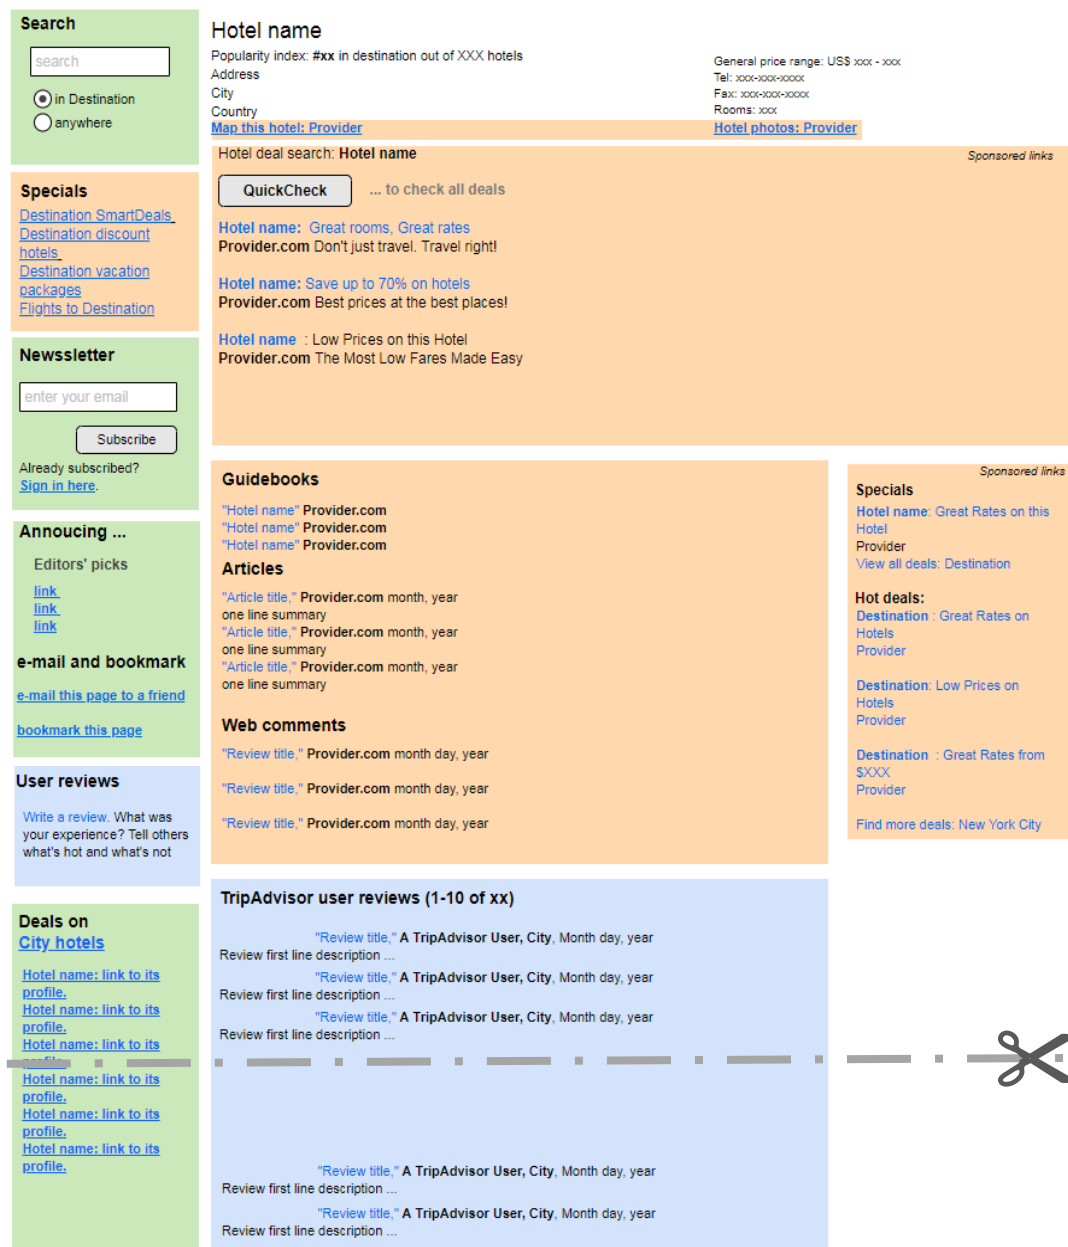 Search
search
in Destination
anywhere
Specials
Destination SmartDeals
Destination discount
hotels
Destination vacation
packages
Flights to Destination
Newssletter
enter your email
Subscribe
Already subscribed?
Sign in here.
Annoucing ...
Editors' picks
link
link
link
e-mail and bookmark
e-mail this page to a friend
bookmark this page
User reviews
Write a review. What was
your experience? Tell others
what's hot and what's not
Deals on
City hotels
Hotel name: link to its
profile.
Hotel name: link to its
profile.
Hotel name: link to its
profile.
Hotel name: link to its
profile.
Hotel name: link to its
profile.
Hotel name: link to its
profile.
Hotel name
Popularity index: #xx in destination out of XXX hotels
Address
City
Country
Map this hotel: Provider
General price range: US$ xxx - xxx
Tel: xxx-xxx-xxxx
Fax: xxx-xxx-xxxx
Rooms: xxx
Hotel photos: Provider
Hotel deal search: Hotel name
Sponsored links
QuickCheck ... to check all deals
Hotel name: Great rooms, Great rates
Provider.com Don't just travel. Travel right!
Hotel name: Save up to 70% on hotels
Provider.com Best prices at the best places!
Hotel name : Low Prices on this Hotel
Provider.com The Most Low Fares Made Easy
Guidebooks
"Hotel name" Provider.com
"Hotel name" Provider.com
"Hotel name" Provider.com
Articles
"Article title," Provider.com month, year
one line summary
"Article title," Provider.com month, year
one line summary
"Article title," Provider.com month, year
one line summary
Web comments
"Review title," Provider.com month day, year
"Review title," Provider.com month day, year
"Review title," Provider.com month day, year
Sponsored links
Specials
Hotel name: Great Rates on this
Hotel
Provider
View all deals: Destination
Hot deals:
Destination : Great Rates on
Hotels
Provider
Destination: Low Prices on
Hotels
Provider
Destination : Great Rates from
$XXX
Provider
Find more deals: New York City
TripAdvisor user reviews (1-10 of xx)
"Review title," A TripAdvisor User, City, Month day, year
Review first line description ...
"Review title," A TripAdvisor User, City, Month day, year
Review first line description ...
"Review title," A TripAdvisor User, City, Month day, year
Review first line description ...
"Review title," A TripAdvisor User, City, Month day, year
Review first line description ...
"Review title," A TripAdvisor User, City, Month day, year
Review first line description ...